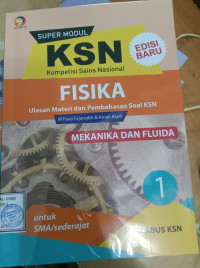 SUPER MODUL
KSN
EDISI
BARU
Kompetisi Sains Nasional
FISIKA
Ulasan Materi dan Pembahasan Soal KSN
MEKANIKA DAN FLUIDA
1
untuk
SMA/sederajat
ABUS KSN